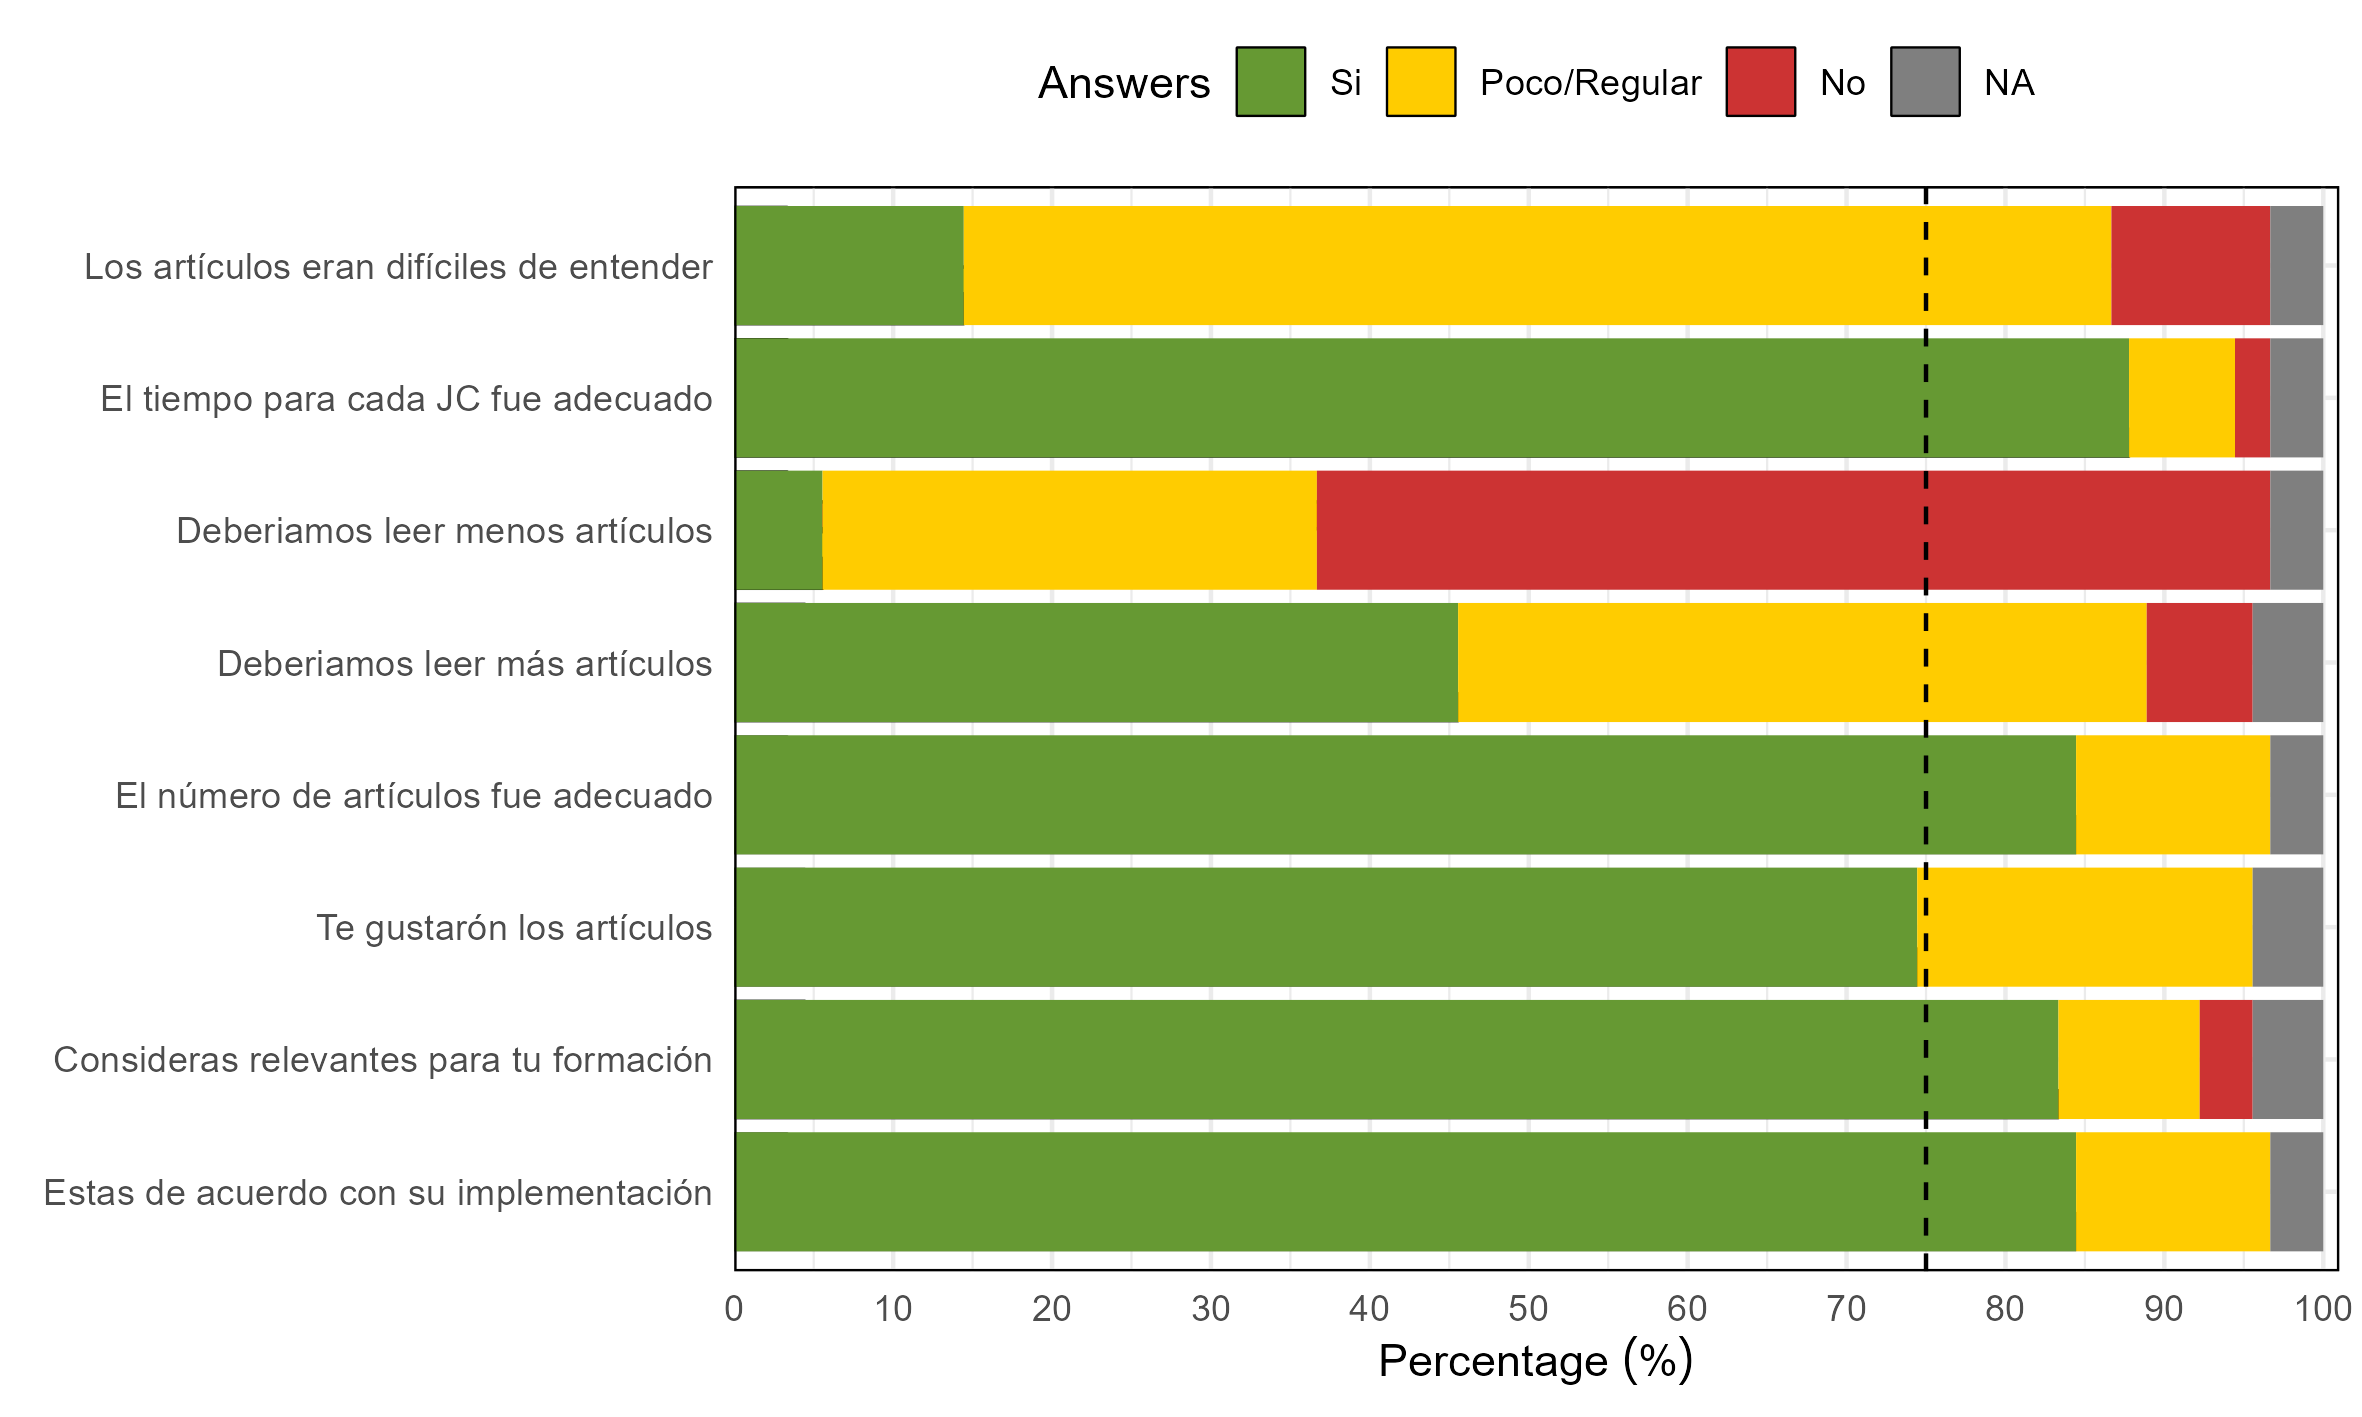 Answers Si Poco/Regular No NA
Los artículos eran difíciles de entender
El tiempo para cada JC fue adecuado
Deberiamos leer menos artículos
Deberiamos leer más artículos
El número de artículos fue adecuado
Te gustarón los artículos
Consideras relevantes para tu formación
Estas de acuerdo con su implementación
0 10 20 30 40 50 60 70 80 90 100
Percentage (%)